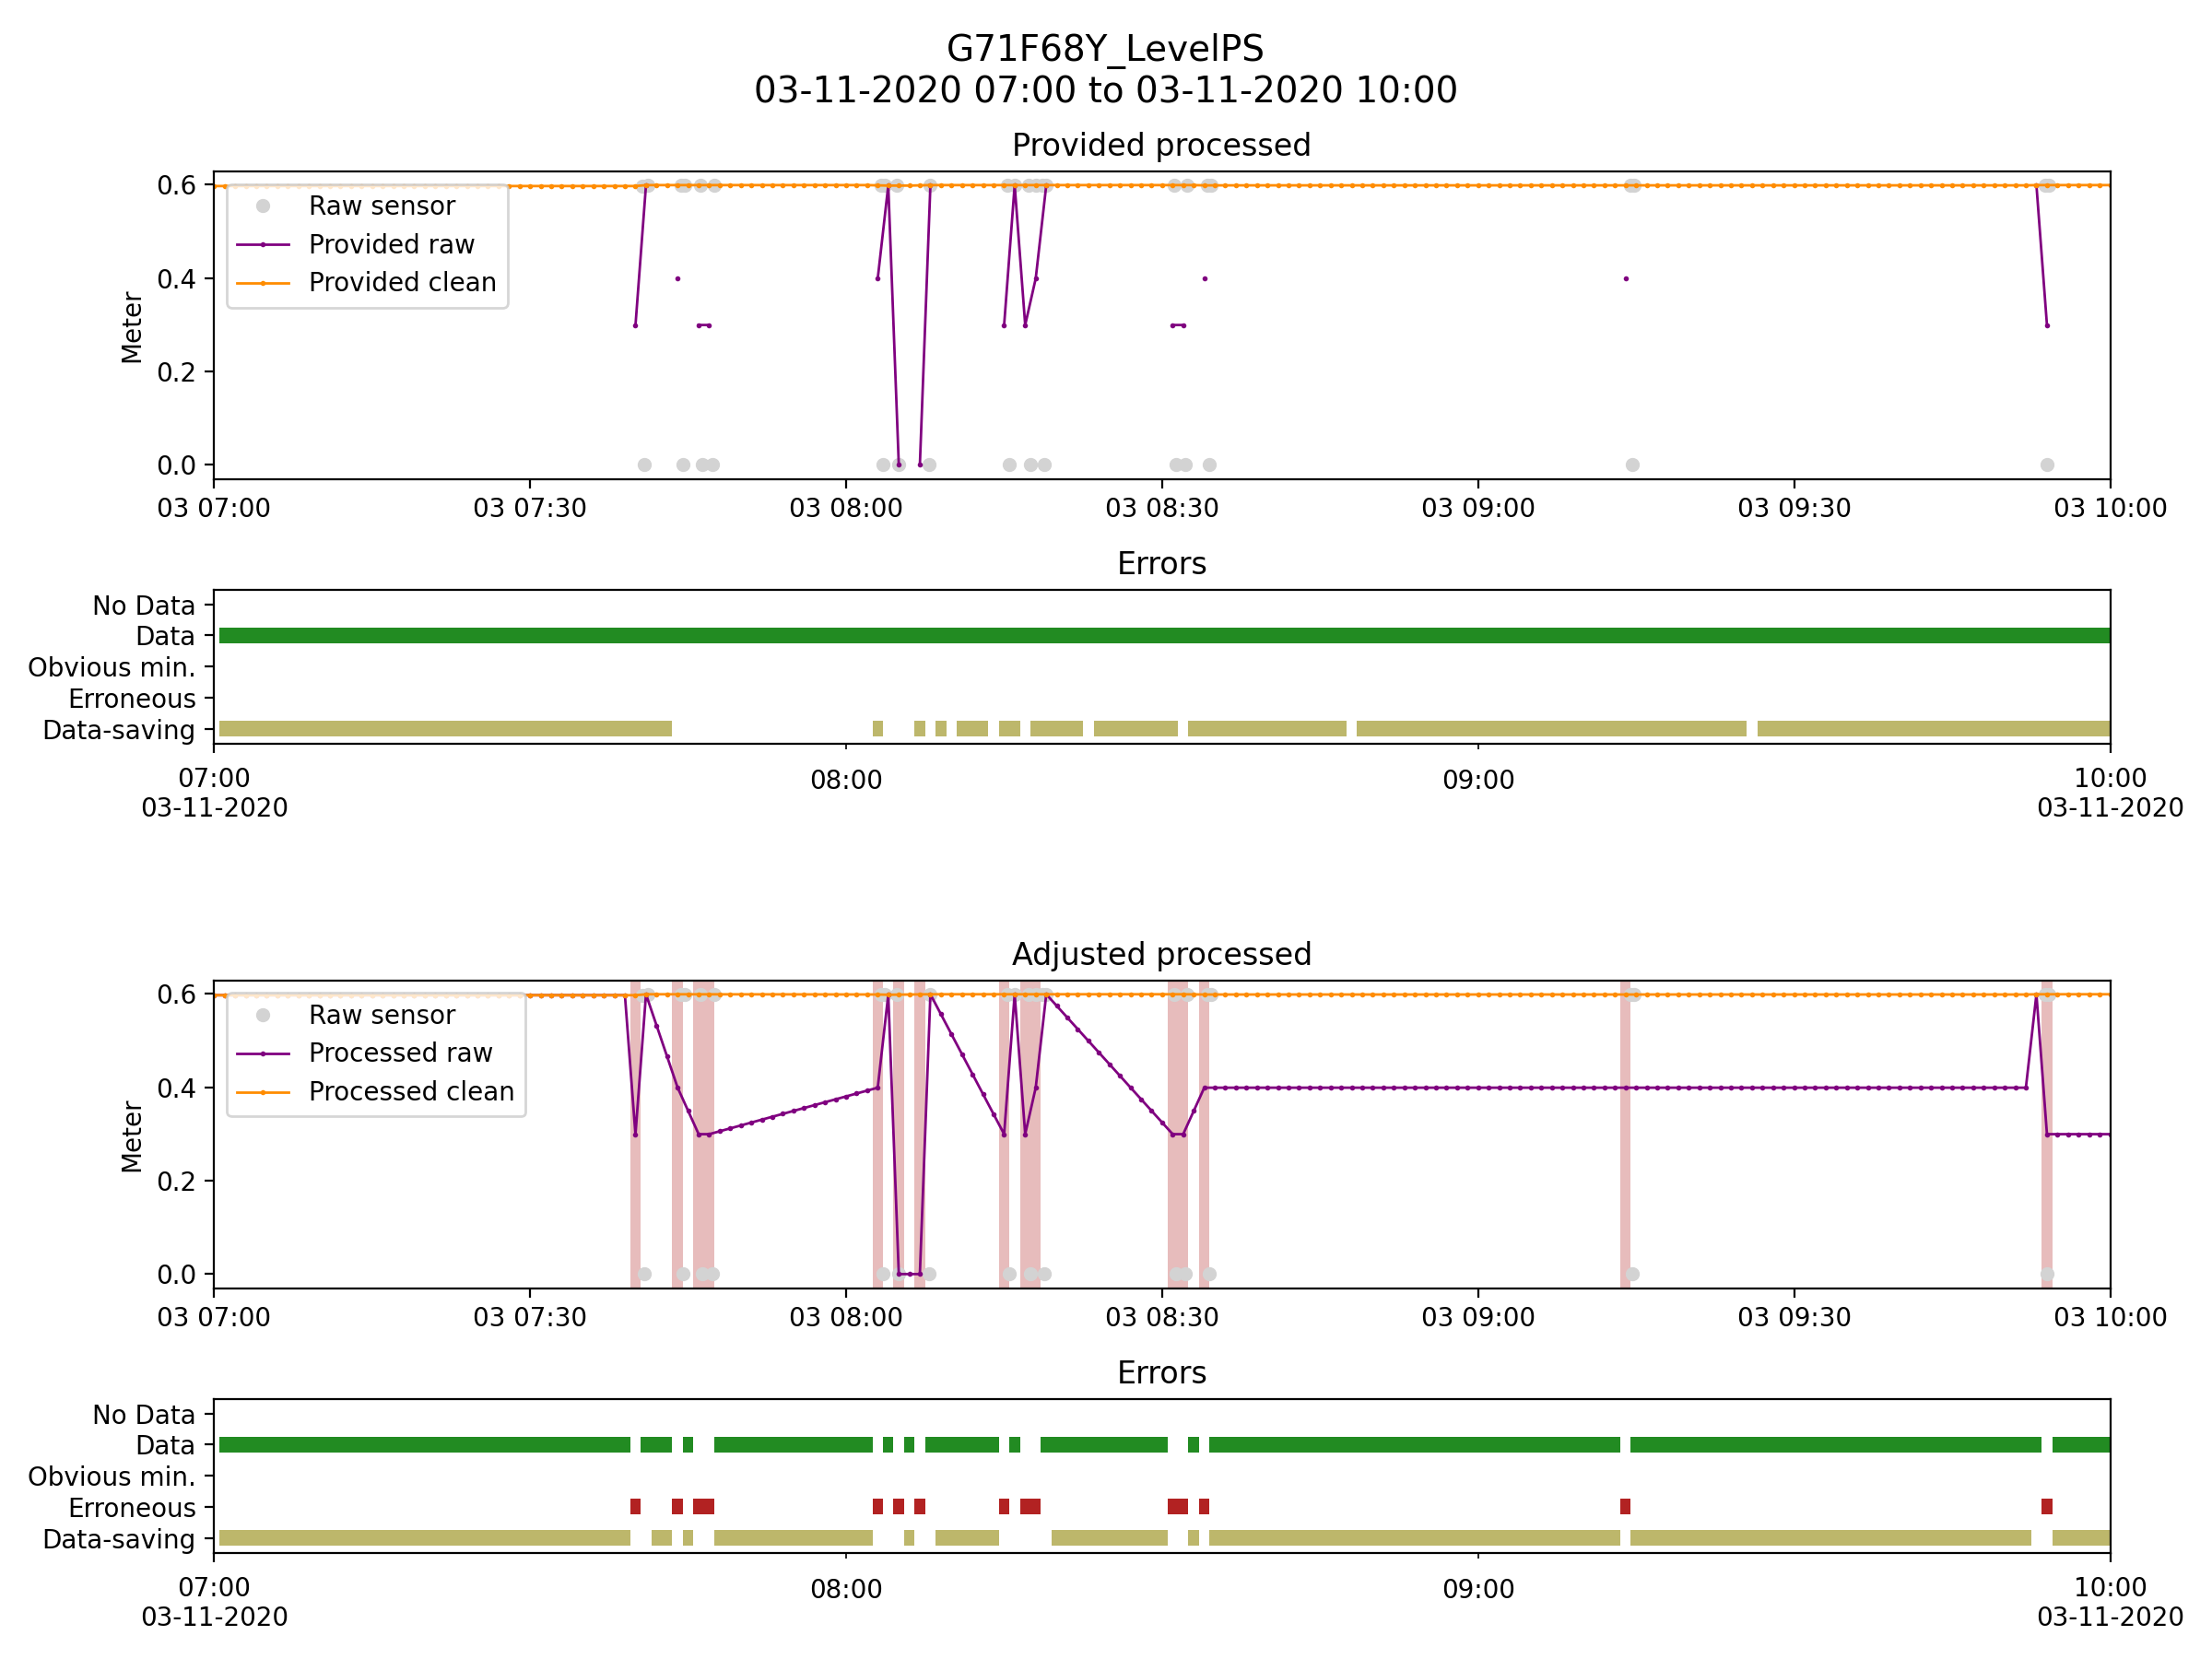 G71F68Y_LevelPS
03-11-2020 07:00 to 03-11-2020 10:00
Provided processed
Meter
0.6
0.4
0.2
0.0
Raw sensor
Provided raw
Provided clean
03 07:00 03 07:30 03 08:00 03 08:30 03 09:00 03 09:30 03 10:00
Errors
No Data
Data
Obvious min.
Erroneous
Data-saving
07:00 08:00 09:00 10:00
03-11-2020 03-11-2020
Adjusted processed
Meter
0.6
0.4
0.2
0.0
Raw sensor
Processed raw
Processed clean
03 07:00 03 07:30 03 08:00 03 08:30 03 09:00 03 09:30 03 10:00
Errors
No Data
Data
Obvious min.
Erroneous
Data-saving
07:00 08:00 09:00 10:00
03-11-2020 03-11-2020